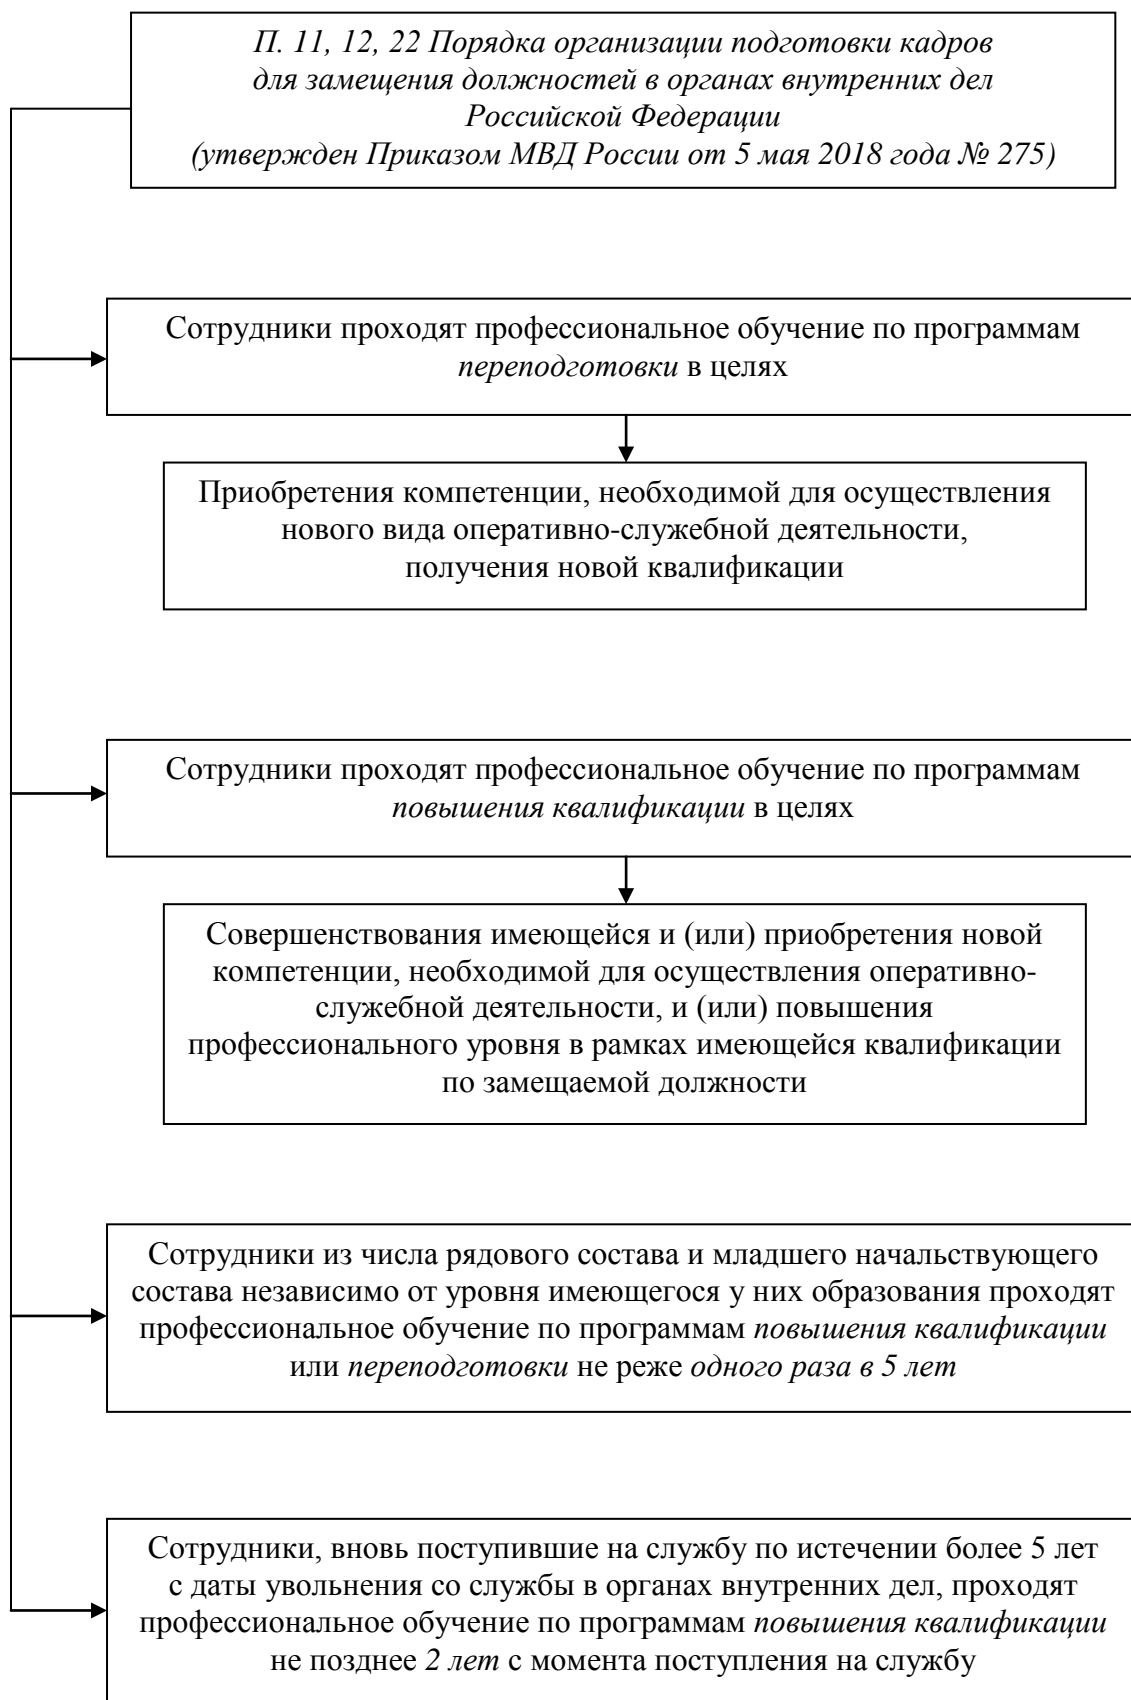 П. 11, 12, 22 Порядка организации подготовки кадров
для замещения должностей в органах внутренних дел
Российской Федерации
(утвержден Приказом МВД России от 5 мая 2018 года № 275)
Сотрудники проходят профессиональное обучение по программам
переподготовки в целях
Приобретения компетенции, необходимой для осуществления
нового вида оперативно-служебной деятельности,
получения новой квалификации
Сотрудники проходят профессиональное обучение по программам
повышения квалификации в целях
Совершенствования имеющейся и (или) приобретения новой
компетенции, необходимой для осуществления оперативно-
служебной деятельности, и (или) повышения
профессионального уровня в рамках имеющейся квалификации
по замещаемой должности
Сотрудники из числа рядового состава и младшего начальствующего
состава независимо от уровня имеющегося у них образования проходят
профессиональное обучение по программам повышения квалификации
или переподготовки не реже одного раза в 5 лет
Сотрудники, вновь поступившие на службу по истечении более 5 лет
с даты увольнения со службы в органах внутренних дел, проходят
профессиональное обучение по программам повышения квалификации
не позднее 2 лет с момента поступления на службу